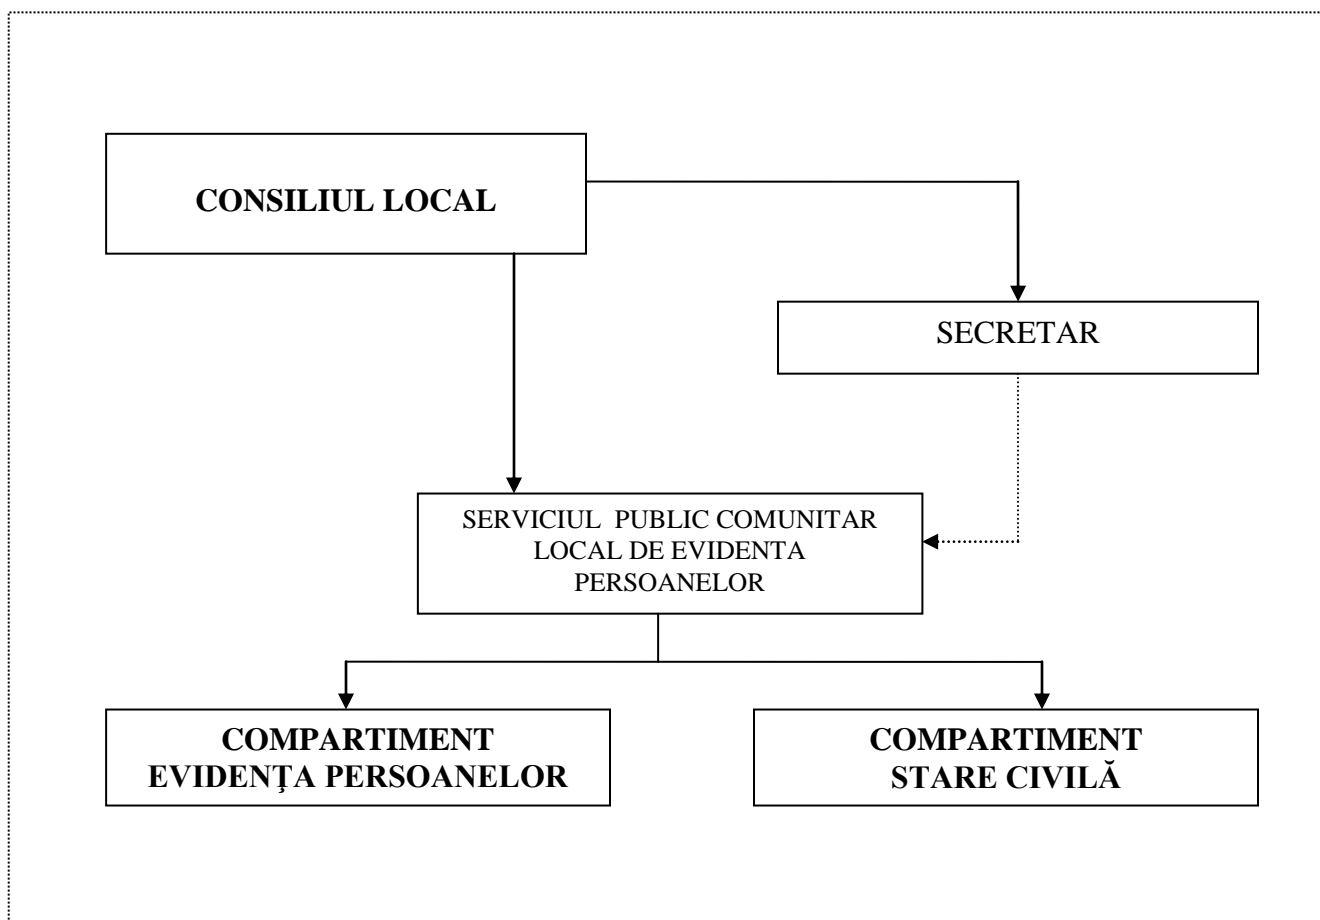 CONSILIUL LOCAL
SECRETAR
SERVICIUL PUBLIC COMUNITAR
LOCAL DE EVIDENTA
PERSOANELOR
COMPARTIMENT
EVIDENŢA PERSOANELOR
COMPARTIMENT
STARE CIVILĂ